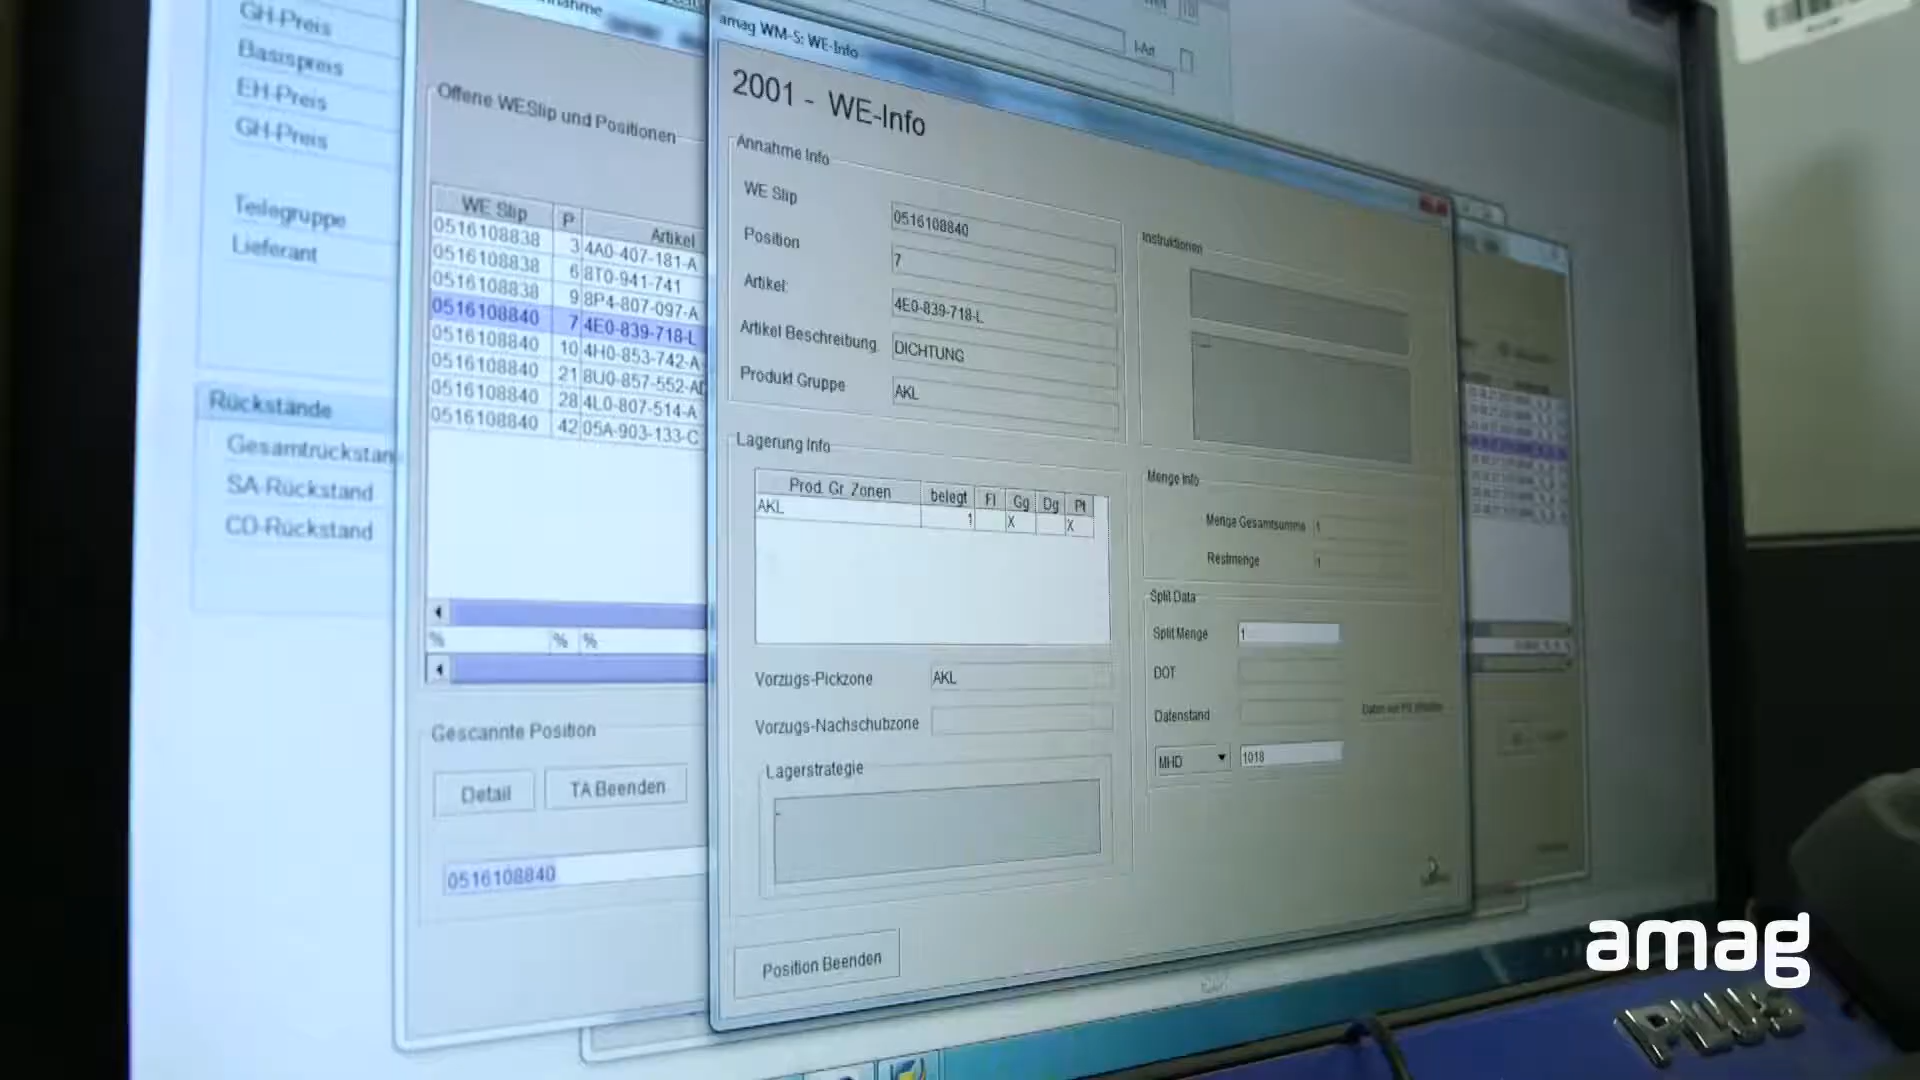 GH-Preis
Basispreis
EH-Preis
GH-Preis
Teilegruppe
Lieferant
Rückstände
Gesamtrückstan
SA-Rückstand
CO-Rückstand
Offene WESlip und Positionen
WE Slip P Artikel
0516108838 3 4A0-407-181-A
0516108838 6 8T0-941-741
0516108838 9 8P4-807-097-A
0516108840 7 4E0-839-718-L
0516108840 10 4H0-853-742-A
0516108840 21 8U0-857-552-AD
0516108840 28 4L0-807-514-A
0516108840 42 05A-903-133-C
% % %
Gescannte Position
Detail TA Beenden
0516108840
amag WM-S: WE-Info
2001 - WE-Info
Annahme Info
WE Slip 0516108840
Position 7
Artikel: 4E0-839-718-L
Artikel Beschreibung DICHTUNG
Produkt Gruppe AKL
Lagerung Info
Prod. Gr. Zonen belegt Fl Gg Dg Pt
AKL 1 X X
Vorzugs-Pickzone AKL
Vorzugs-Nachschubzone
Lagerstrategie
Position Beenden
Instruktionen
Menge Info
Menge Gesamtsumme 1
Restmenge 1
Split Data
Split Menge 1
DOT
Datenstand
MHD 1018
I-Art
amag
PLUS